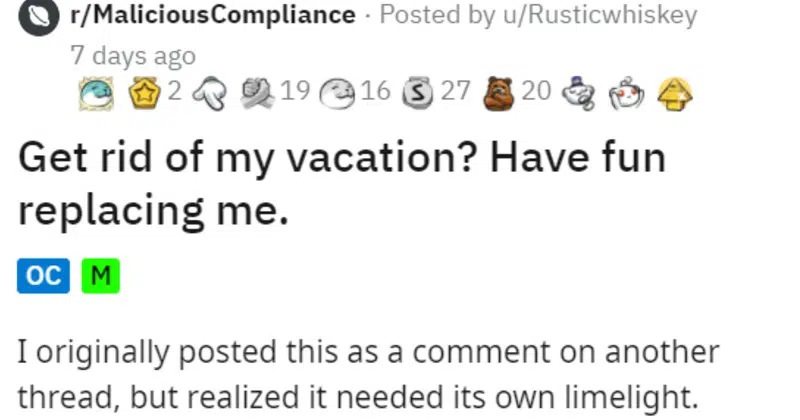 r/MaliciousCompliance · Posted by u/Rusticwhiskey
7 days ago
2 19 16 S 27 20
Get rid of my vacation? Have fun
replacing me.
OC M
I originally posted this as a comment on another
thread, but realized it needed its own limelight.